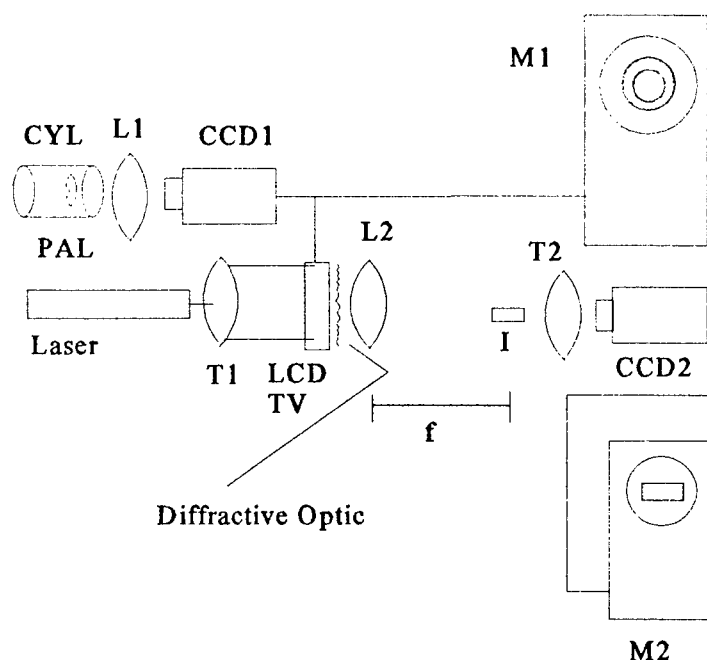 M1
CYL
L1
CCD1
PAL
L2
T2
Laser
T1
LCD
TV
I
CCD2
f
Diffractive Optic
M2